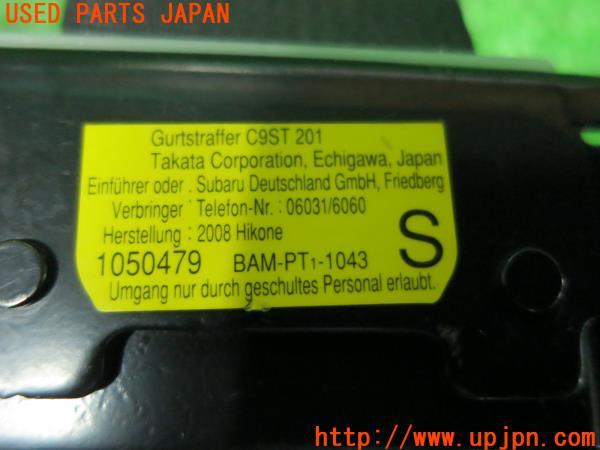 USED PARTS JAPAN
Gurtstraffer C9ST 201
Takata Corporation, Echigawa, Japan
Einführer oder . Subaru Deutschland GmbH, Friedberg
Verbringer : Telefon-Nr. : 06031/6060
Herstellung : 2008 Hikone
1050479 BAM-PT1-1043 S
Umgang nur durch geschultes Personal erlaubt.
http://www.upjpn.com/